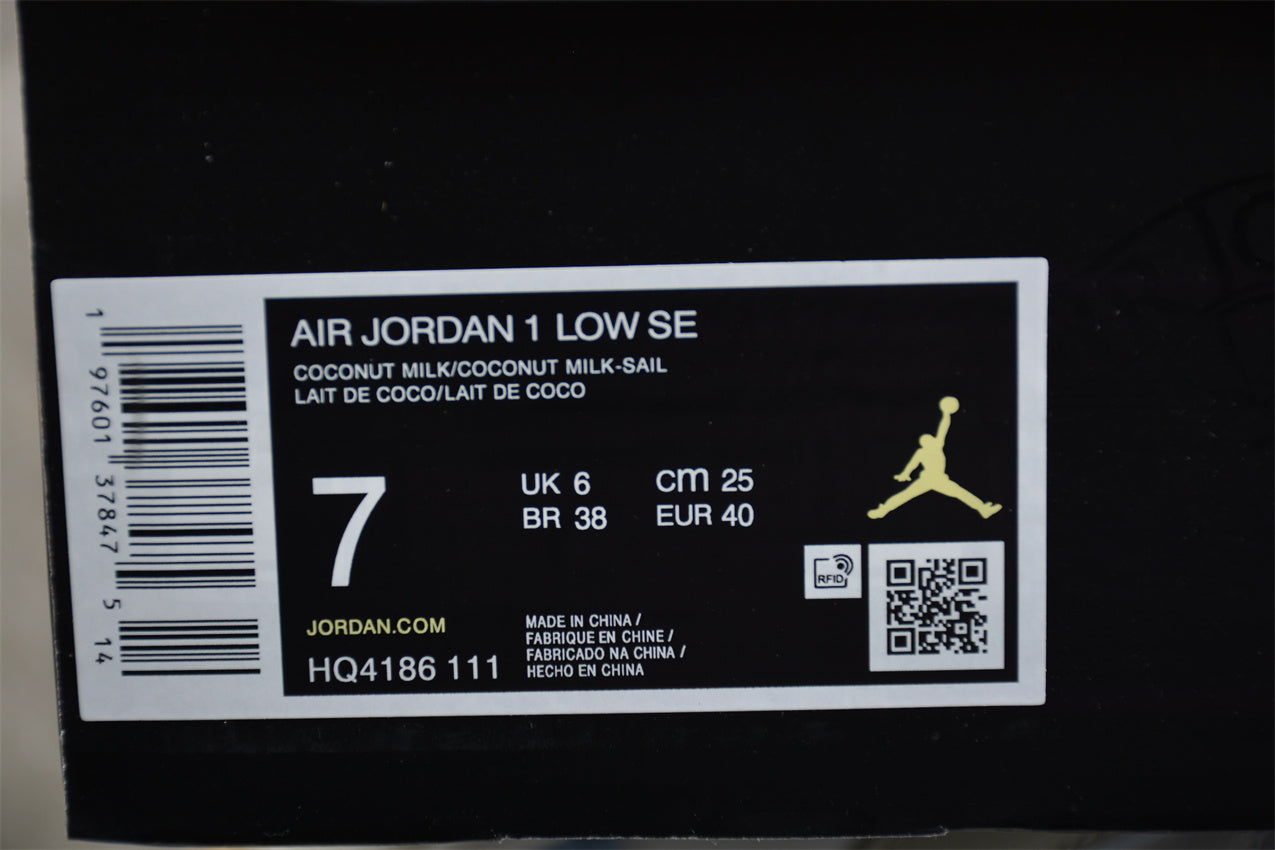 AIR JORDAN 1 LOW SE
COCONUT MILK/COCONUT MILK-SAIL
LAIT DE COCO/LAIT DE COCO
7
UK 6
cm 25
BR 38
EUR 40
RFID
JORDAN.COM
HQ4186 111
MADE IN CHINA /
FABRIQUE EN CHINE /
FABRICADO NA CHINA /
HECHO EN CHINA
1 97601 37847 5 14